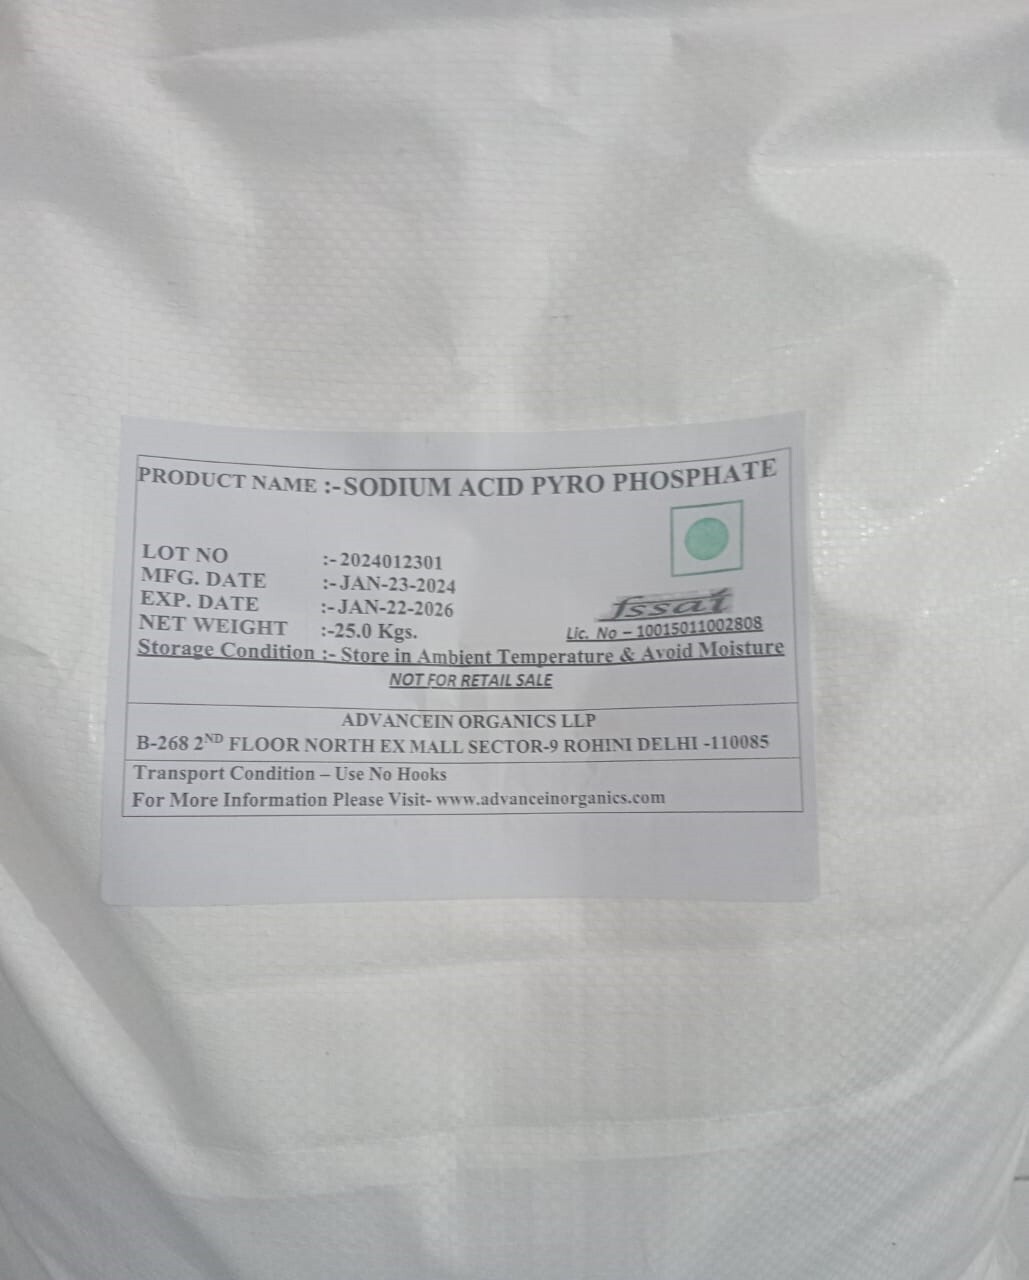 PRODUCT NAME :-SODIUM ACID PYRO PHOSPHATE
LOT NO :-2024012301
MFG. DATE :-JAN-23-2024
EXP. DATE :-JAN-22-2026
NET WEIGHT :-25.0 Kgs.
fssai
Lic. No – 10015011002808
Storage Condition :- Store in Ambient Temperature & Avoid Moisture
NOT FOR RETAIL SALE
ADVANCEIN ORGANICS LLP
B-268 2ND FLOOR NORTH EX MALL SECTOR-9 ROHINI DELHI -110085
Transport Condition – Use No Hooks
For More Information Please Visit- www.advanceinorganics.com